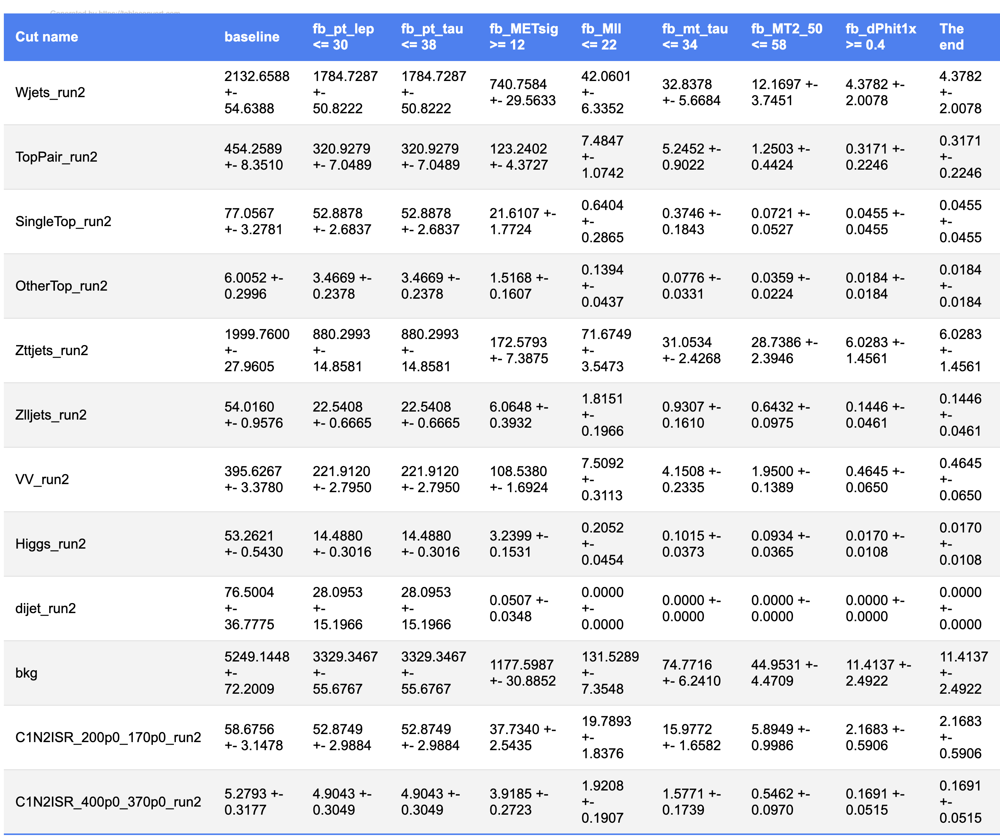 Generated by https://tableconvert.com
Cut name baseline fb_pt_lep <= 30 fb_pt_tau <= 38 fb_METsig >= 12 fb_Mll <= 22 fb_mt_tau <= 34 fb_MT2_50 <= 58 fb_dPhit1x >= 0.4 The end
Wjets_run2 2132.6588 +- 54.6388 1784.7287 +- 50.8222 1784.7287 +- 50.8222 740.7584 +- 29.5633 42.0601 +- 6.3352 32.8378 +- 5.6684 12.1697 +- 3.7451 4.3782 +- 2.0078 4.3782 +- 2.0078
TopPair_run2 454.2589 +- 8.3510 320.9279 +- 7.0489 320.9279 +- 7.0489 123.2402 +- 4.3727 7.4847 +- 1.0742 5.2452 +- 0.9022 1.2503 +- 0.4424 0.3171 +- 0.2246 0.3171 +- 0.2246
SingleTop_run2 77.0567 +- 3.2781 52.8878 +- 2.6837 52.8878 +- 2.6837 21.6107 +- 1.7724 0.6404 +- 0.2865 0.3746 +- 0.1843 0.0721 +- 0.0527 0.0455 +- 0.0455 0.0455 +- 0.0455
OtherTop_run2 6.0052 +- 0.2996 3.4669 +- 0.2378 3.4669 +- 0.2378 1.5168 +- 0.1607 0.1394 +- 0.0437 0.0776 +- 0.0331 0.0359 +- 0.0224 0.0184 +- 0.0184 0.0184 +- 0.0184
Zttjets_run2 1999.7600 +- 27.9605 880.2993 +- 14.8581 880.2993 +- 14.8581 172.5793 +- 7.3875 71.6749 +- 3.5473 31.0534 +- 2.4268 28.7386 +- 2.3946 6.0283 +- 1.4561 6.0283 +- 1.4561
Zlljets_run2 54.0160 +- 0.9576 22.5408 +- 0.6665 22.5408 +- 0.6665 6.0648 +- 0.3932 1.8151 +- 0.1966 0.9307 +- 0.1610 0.6432 +- 0.0975 0.1446 +- 0.0461 0.1446 +- 0.0461
VV_run2 395.6267 +- 3.3780 221.9120 +- 2.7950 221.9120 +- 2.7950 108.5380 +- 1.6924 7.5092 +- 0.3113 4.1508 +- 0.2335 1.9500 +- 0.1389 0.4645 +- 0.0650 0.4645 +- 0.0650
Higgs_run2 53.2621 +- 0.5430 14.4880 +- 0.3016 14.4880 +- 0.3016 3.2399 +- 0.1531 0.2052 +- 0.0454 0.1015 +- 0.0373 0.0934 +- 0.0365 0.0170 +- 0.0108 0.0170 +- 0.0108
dijet_run2 76.5004 +- 36.7775 28.0953 +- 15.1966 28.0953 +- 15.1966 0.0507 +- 0.0348 0.0000 +- 0.0000 0.0000 +- 0.0000 0.0000 +- 0.0000 0.0000 +- 0.0000 0.0000 +- 0.0000
bkg 5249.1448 +- 72.2009 3329.3467 +- 55.6767 3329.3467 +- 55.6767 1177.5987 +- 30.8852 131.5289 +- 7.3548 74.7716 +- 6.2410 44.9531 +- 4.4709 11.4137 +- 2.4922 11.4137 +- 2.4922
C1N2ISR_200p0_170p0_run2 58.6756 +- 3.1478 52.8749 +- 2.9884 52.8749 +- 2.9884 37.7340 +- 2.5435 19.7893 +- 1.8376 15.9772 +- 1.6582 5.8949 +- 0.9986 2.1683 +- 0.5906 2.1683 +- 0.5906
C1N2ISR_400p0_370p0_run2 5.2793 +- 0.3177 4.9043 +- 0.3049 4.9043 +- 0.3049 3.9185 +- 0.2723 1.9208 +- 0.1907 1.5771 +- 0.1739 0.5462 +- 0.0970 0.1691 +- 0.0515 0.1691 +- 0.0515